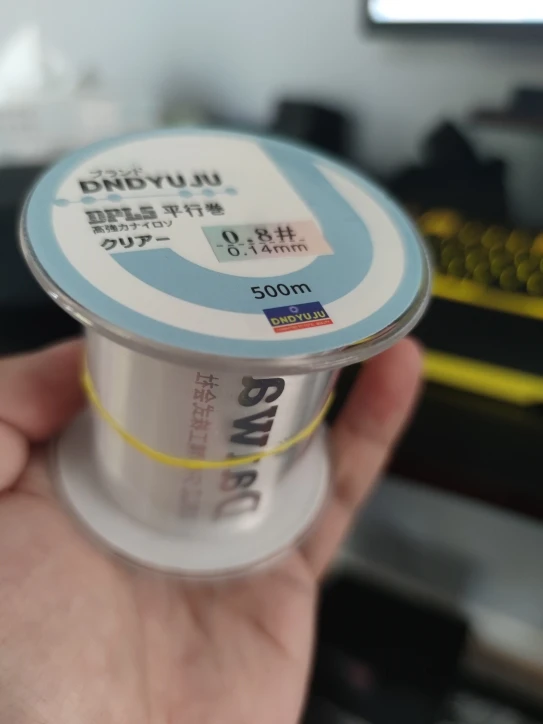 ブランド
DNDYUJU
DPLS 平行巻
高強力ナイロソ
クリアー
0.8#
0.14mm
500m
DNDYUJU